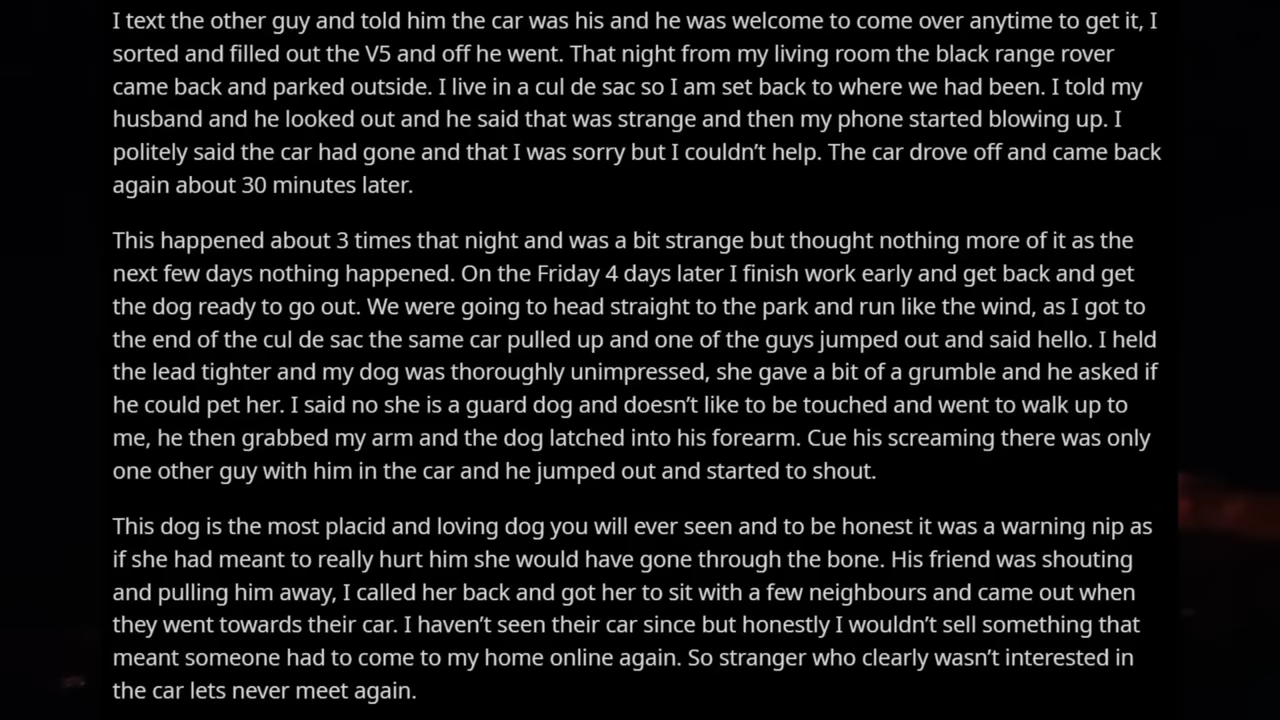 I text the other guy and told him the car was his and he was welcome to come over anytime to get it, I
sorted and filled out the V5 and off he went. That night from my living room the black range rover
came back and parked outside. I live in a cul de sac so I am set back to where we had been. I told my
husband and he looked out and he said that was strange and then my phone started blowing up. I
politely said the car had gone and that I was sorry but I couldn’t help. The car drove off and came back
again about 30 minutes later.
This happened about 3 times that night and was a bit strange but thought nothing more of it as the
next few days nothing happened. On the Friday 4 days later I finish work early and get back and get
the dog ready to go out. We were going to head straight to the park and run like the wind, as I got to
the end of the cul de sac the same car pulled up and one of the guys jumped out and said hello. I held
the lead tighter and my dog was thoroughly unimpressed, she gave a bit of a grumble and he asked if
he could pet her. I said no she is a guard dog and doesn’t like to be touched and went to walk up to
me, he then grabbed my arm and the dog latched into his forearm. Cue his screaming there was only
one other guy with him in the car and he jumped out and started to shout.
This dog is the most placid and loving dog you will ever seen and to be honest it was a warning nip as
if she had meant to really hurt him she would have gone through the bone. His friend was shouting
and pulling him away, I called her back and got her to sit with a few neighbours and came out when
they went towards their car. I haven’t seen their car since but honestly I wouldn’t sell something that
meant someone had to come to my home online again. So stranger who clearly wasn’t interested in
the car lets never meet again.